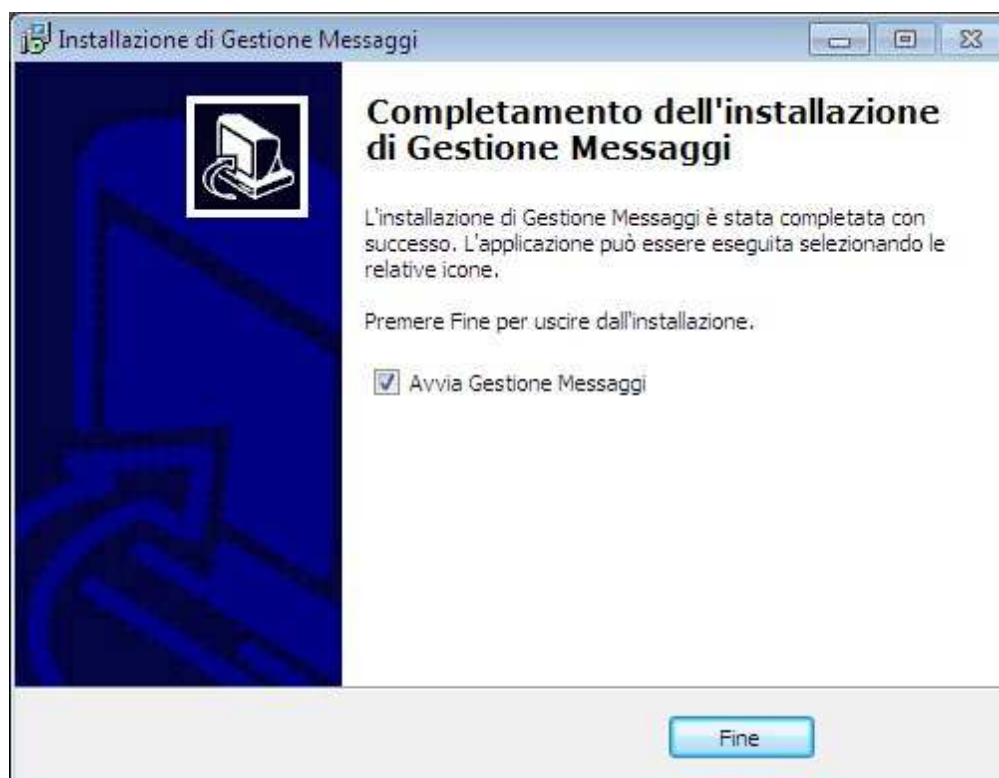 Installazione di Gestione Messaggi
Completamento dell'installazione
di Gestione Messaggi
L'installazione di Gestione Messaggi è stata completata con
successo. L'applicazione può essere eseguita selezionando le
relative icone.
Premere Fine per uscire dall'installazione.
Avvia Gestione Messaggi
Fine